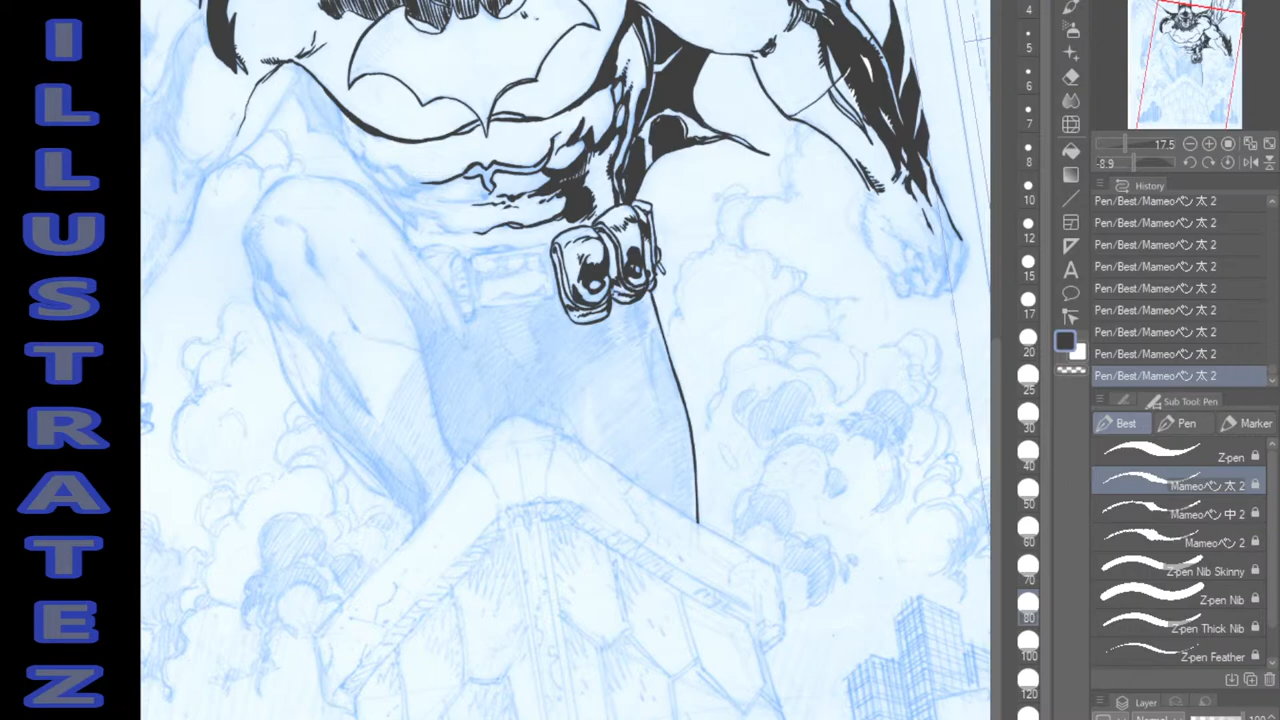 ILLUSTRATEZ
4
5
6
7
8
10
12
15
17
20
25
30
40
50
60
70
80
100
120
17.5
-8.9
History
Pen/Best/Mameoペン 太 2
Pen/Best/Mameoペン 太 2
Pen/Best/Mameoペン 太 2
Pen/Best/Mameoペン 太 2
Pen/Best/Mameoペン 太 2
Pen/Best/Mameoペン 太 2
Pen/Best/Mameoペン 太 2
Pen/Best/Mameoペン 太 2
Pen/Best/Mameoペン 太 2
Sub Tool: Pen
Best Pen Marker
Z-pen
Mameoペン 太 2
Mameoペン 中 2
Mameoペン 2
Z-pen Nib Skinny
Z-pen Nib
Z-pen Thick Nib
Z-pen Feather
Layer